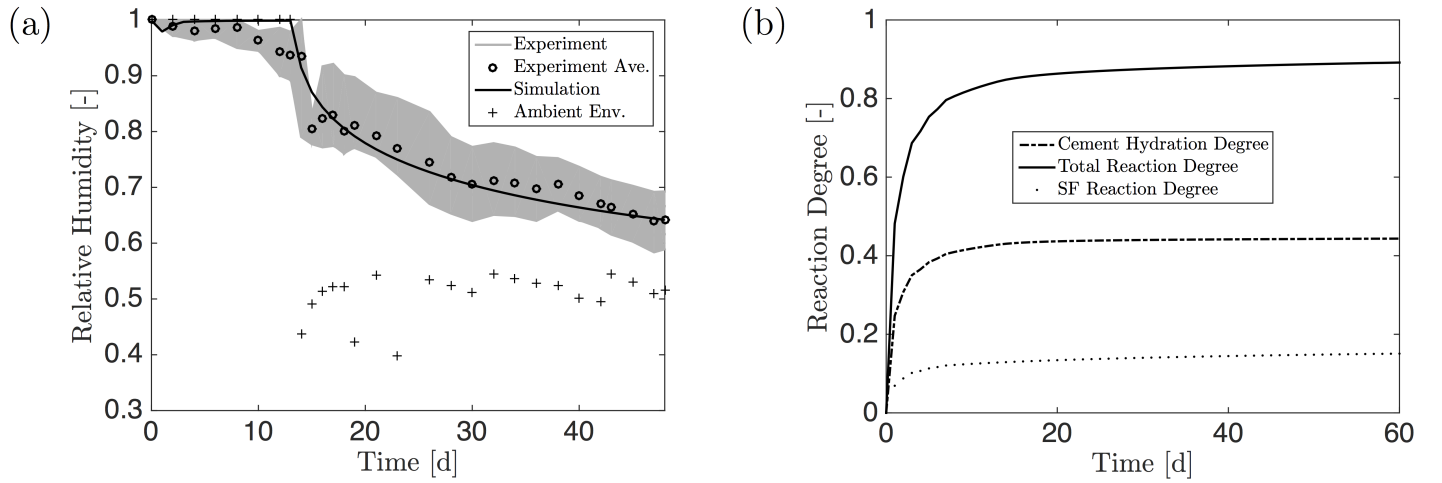 (a)
Relative Humidity [-]
1
0.9
0.8
0.7
0.6
0.5
0.4
0.3
0 10 20 30 40
Time [d]
Experiment
Experiment Ave.
Simulation
Ambient Env.
(b)
Reaction Degree [-]
1
0.8
0.6
0.4
0.2
0
0 20 40 60
Time [d]
Cement Hydration Degree
Total Reaction Degree
SF Reaction Degree